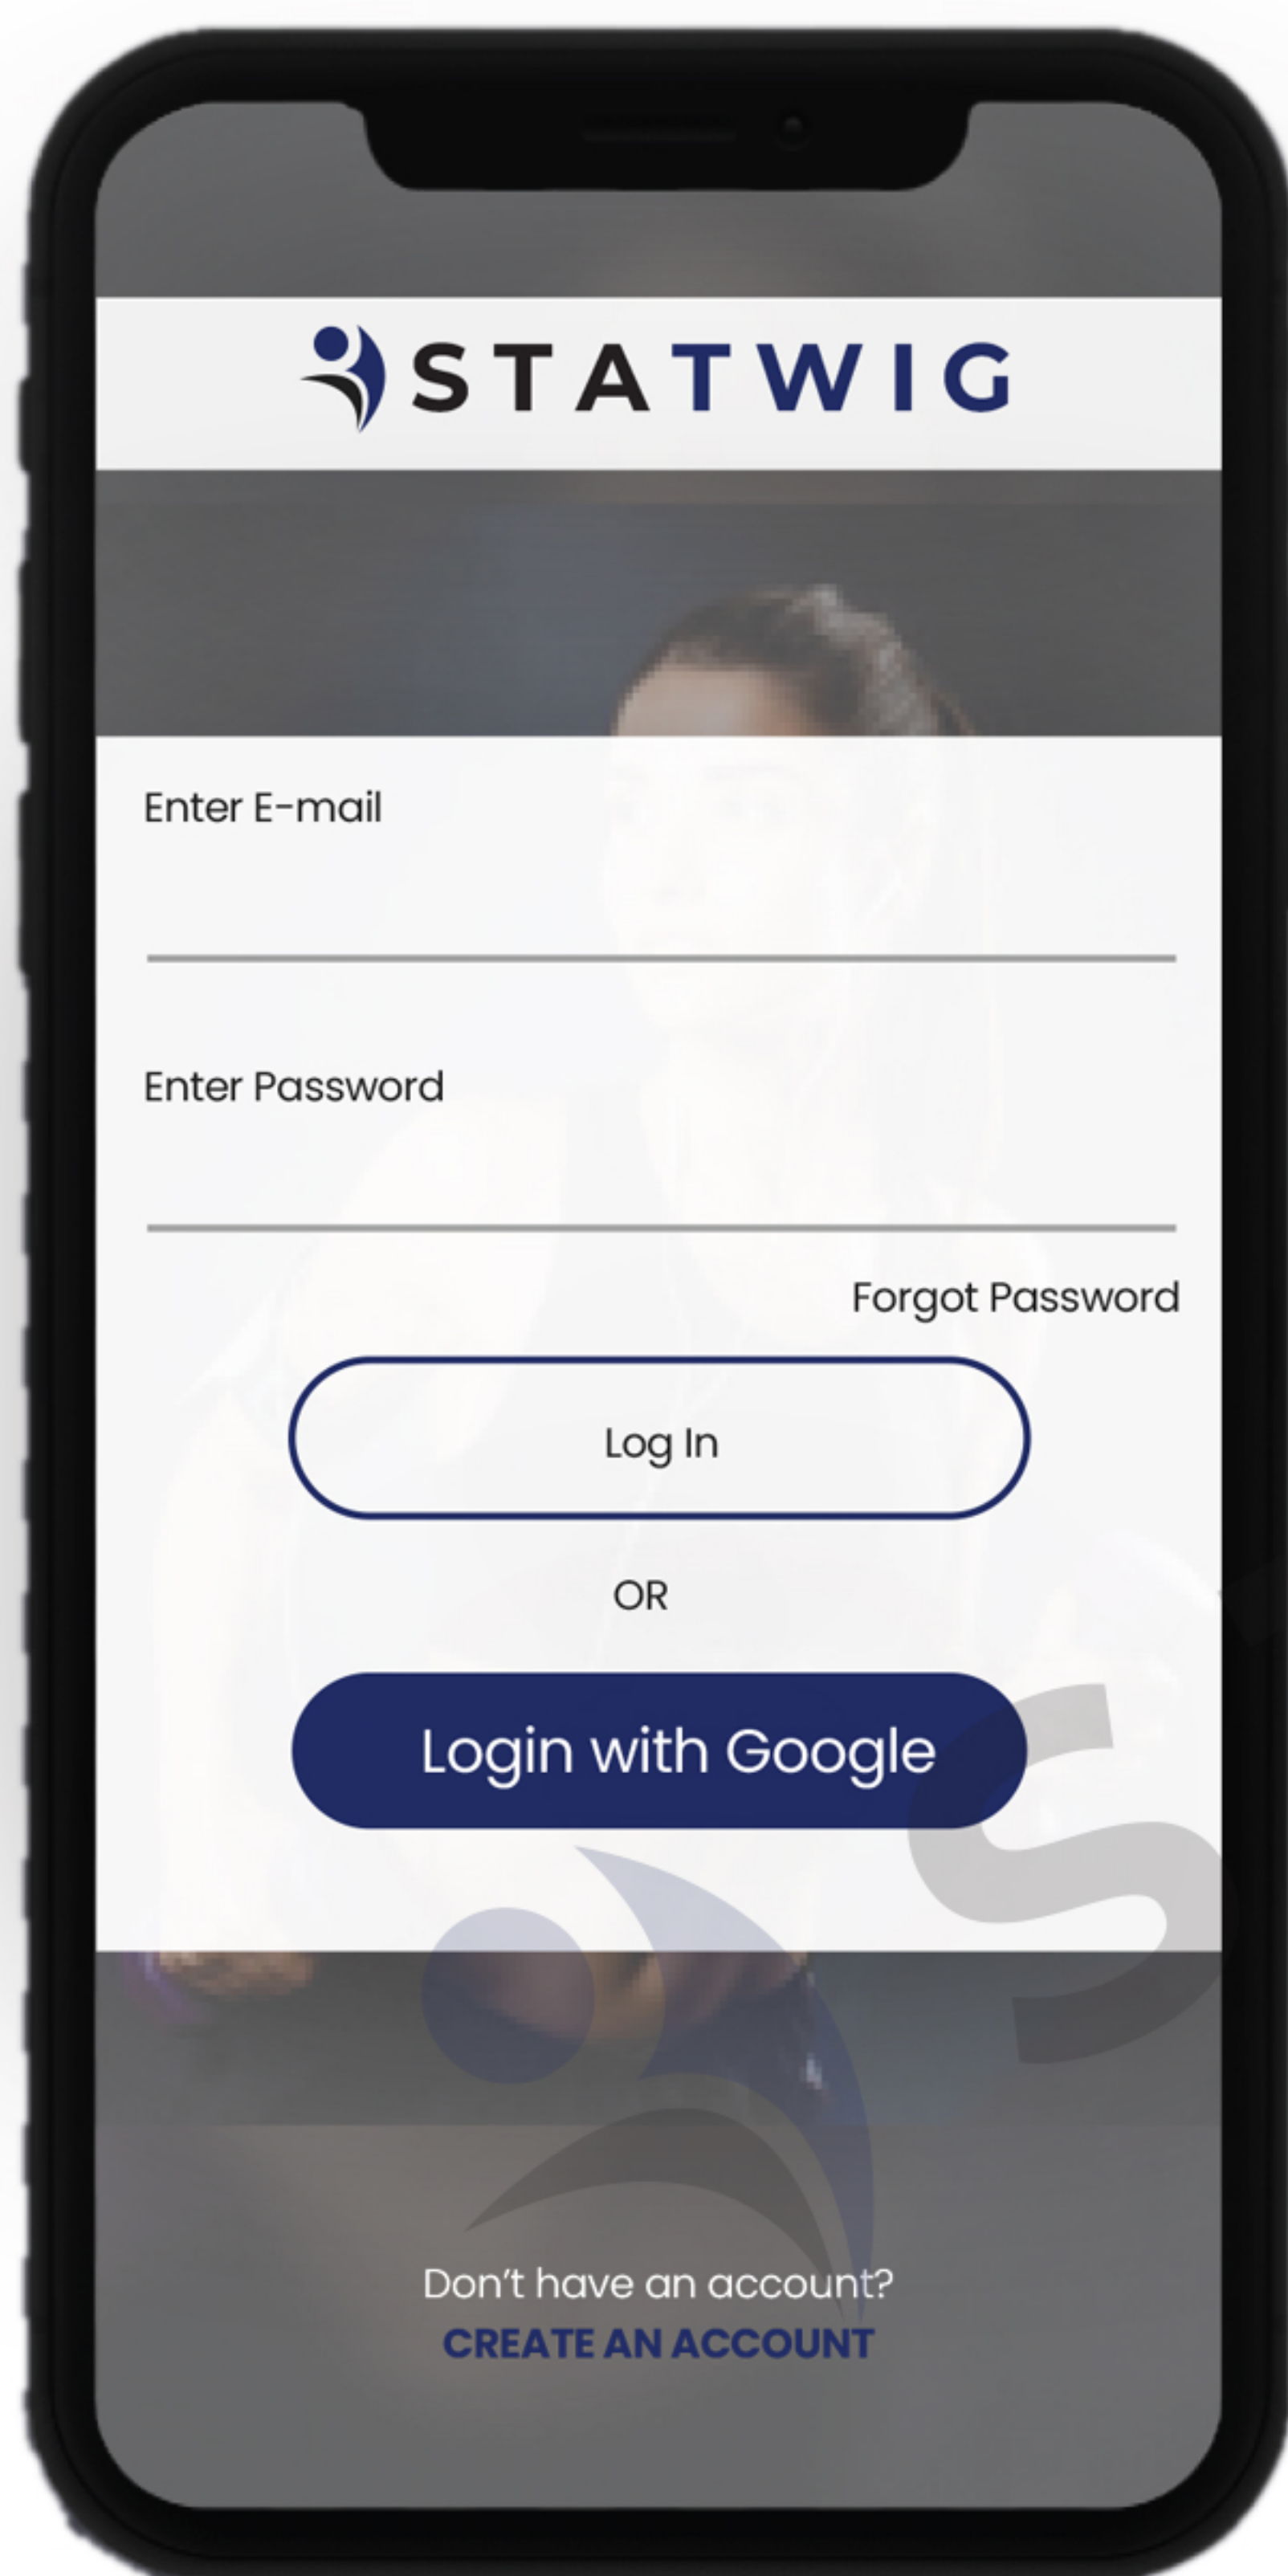 STATWIG
Enter E-mail
Enter Password
Forgot Password
Log In
OR
Login with Google
S
Don’t have an account?
CREATE AN ACCOUNT